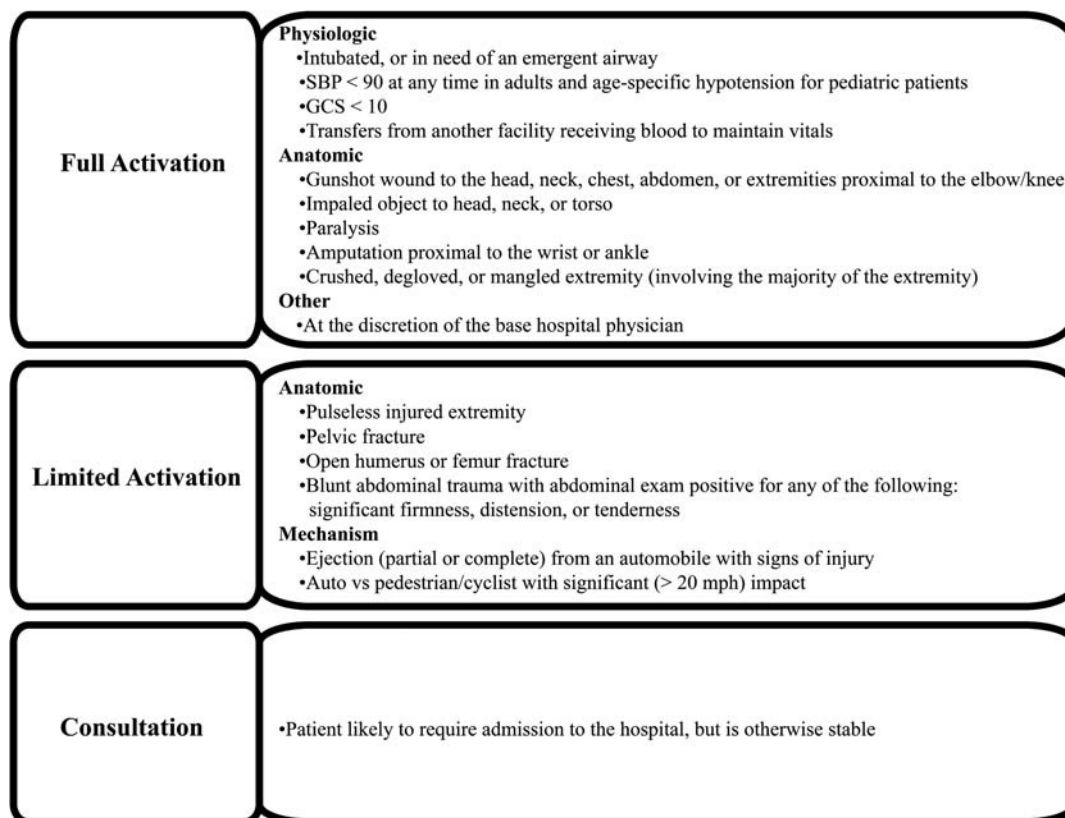 Full Activation
Physiologic
•Intubated, or in need of an emergent airway
•SBP < 90 at any time in adults and age-specific hypotension for pediatric patients
•GCS < 10
•Transfers from another facility receiving blood to maintain vitals
Anatomic
•Gunshot wound to the head, neck, chest, abdomen, or extremities proximal to the elbow/knee
•Impaled object to head, neck, or torso
•Paralysis
•Amputation proximal to the wrist or ankle
•Crushed, degloved, or mangled extremity (involving the majority of the extremity)
Other
•At the discretion of the base hospital physician
Limited Activation
Anatomic
•Pulseless injured extremity
•Pelvic fracture
•Open humerus or femur fracture
•Blunt abdominal trauma with abdominal exam positive for any of the following:
significant firmness, distension, or tenderness
Mechanism
•Ejection (partial or complete) from an automobile with signs of injury
•Auto vs pedestrian/cyclist with significant (> 20 mph) impact
Consultation
•Patient likely to require admission to the hospital, but is otherwise stable